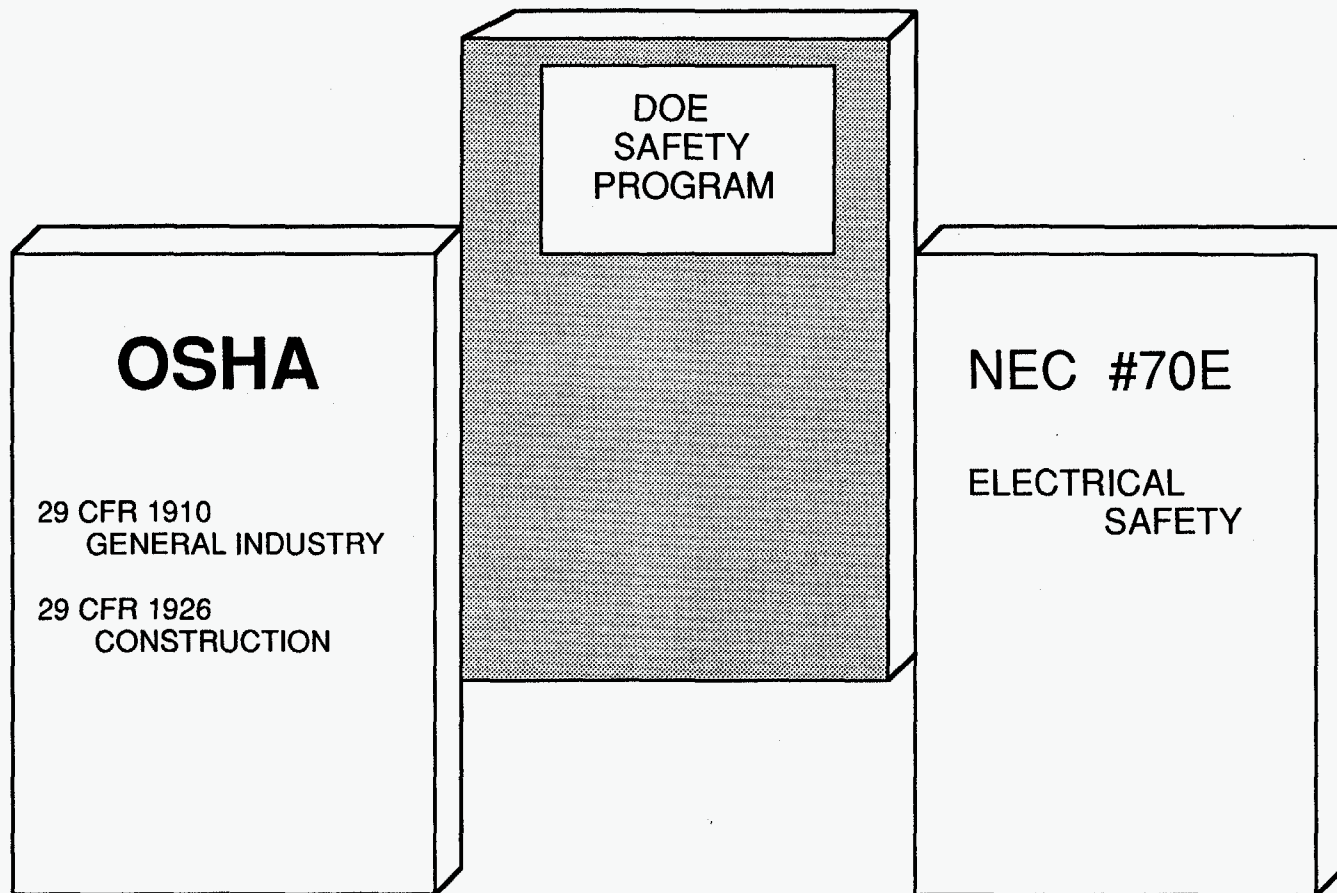 DOE
SAFETY
PROGRAM
OSHA
29 CFR 1910
GENERAL INDUSTRY
29 CFR 1926
CONSTRUCTION
NEC #70E
ELECTRICAL
SAFETY